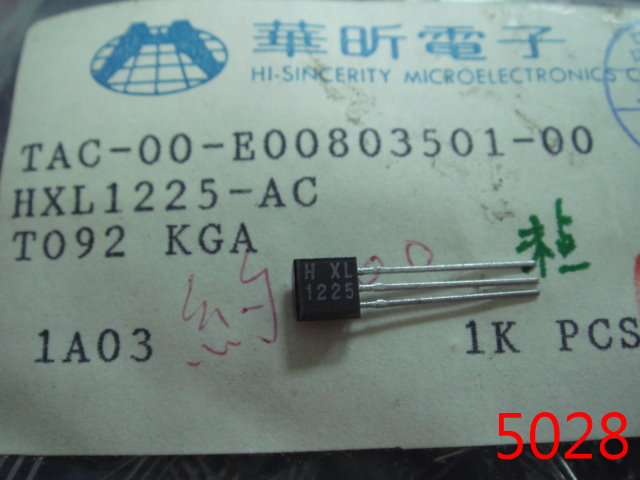 華昕電子
HI-SINCERITY MICROELECTRONICS C
TAC-00-E00803501-00
HXL1225-AC
TO92 KGA
H XL
1225
1A03
1K PCS
5028